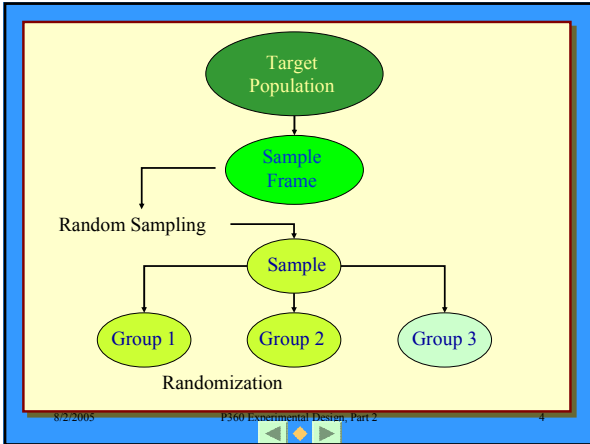 Target
Population
Sample
Frame
Random Sampling
Sample
Group 1
Group 2
Group 3
Randomization
8/2/2005
P360 Experimental Design, Part 2
4